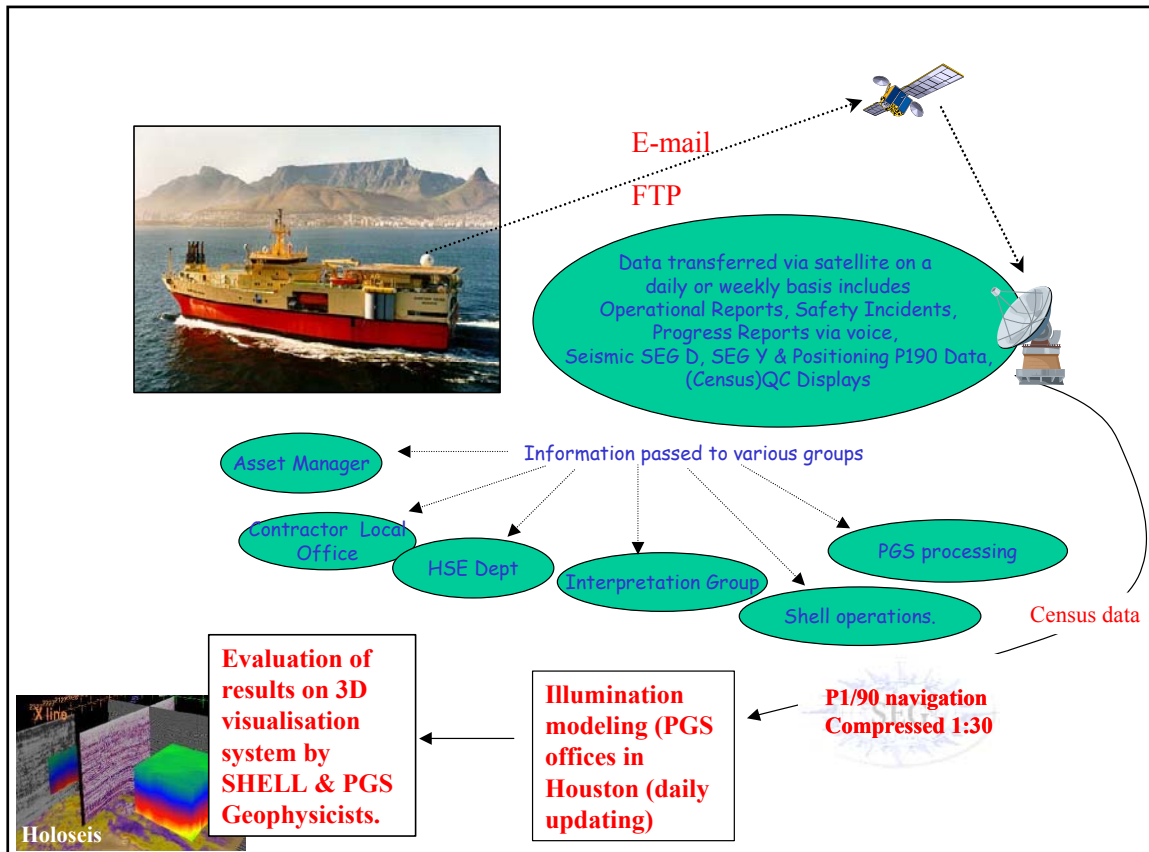 E-mail
FTP
Data transferred via satellite on a
daily or weekly basis includes
Operational Reports, Safety Incidents,
Progress Reports via voice,
Seismic SEG D, SEG Y & Positioning P190 Data,
(Census)QC Displays
Information passed to various groups
Asset Manager
Contractor Local
Office
HSE Dept
Interpretation Group
Shell operations.
PGS processing
Census data
P1/90 navigation
Compressed 1:30
SEG
Illumination
modeling (PGS
offices in
Houston (daily
updating)
Evaluation of
results on 3D
visualisation
system by
SHELL & PGS
Geophysicists.
X line
Holoseis